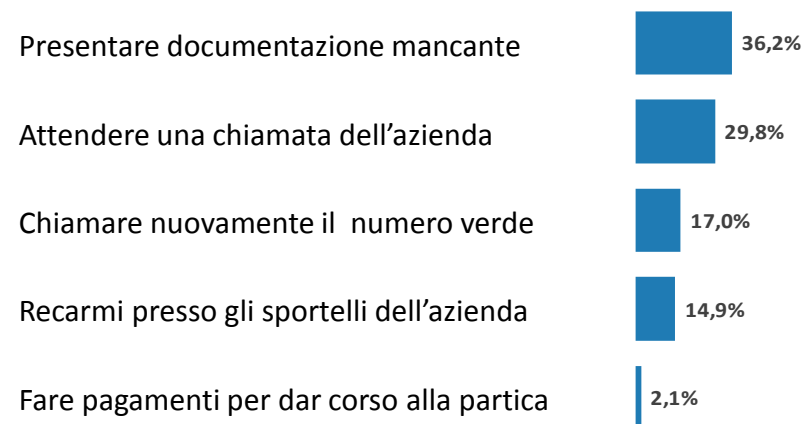 Presentare documentazione mancante 36,2%
Attendere una chiamata dell’azienda 29,8%
Chiamare nuovamente il  numero verde 17,0%
Recarmi presso gli sportelli dell’azienda 14,9%
Fare pagamenti per dar corso alla partica 2,1%